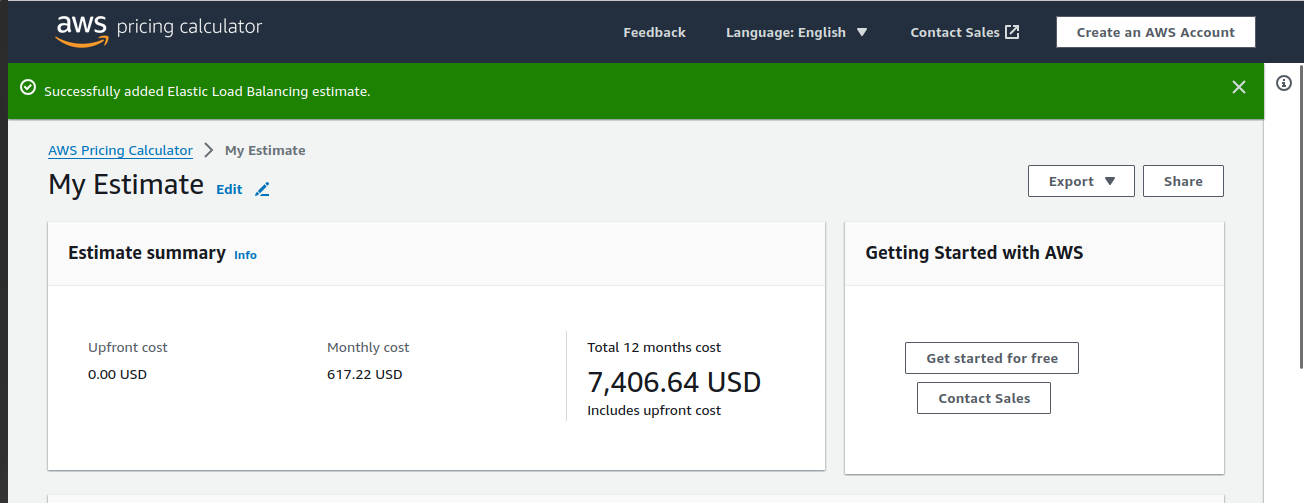 aws pricing calculator
Feedback
Language: English
Contact Sales
Create an AWS Account
Successfully added Elastic Load Balancing estimate.
AWS Pricing Calculator
My Estimate
My Estimate
Edit
Export
Share
Estimate summary
Info
Upfront cost
0.00 USD
Monthly cost
617.22 USD
Total 12 months cost
7,406.64 USD
Includes upfront cost
Getting Started with AWS
Get started for free
Contact Sales